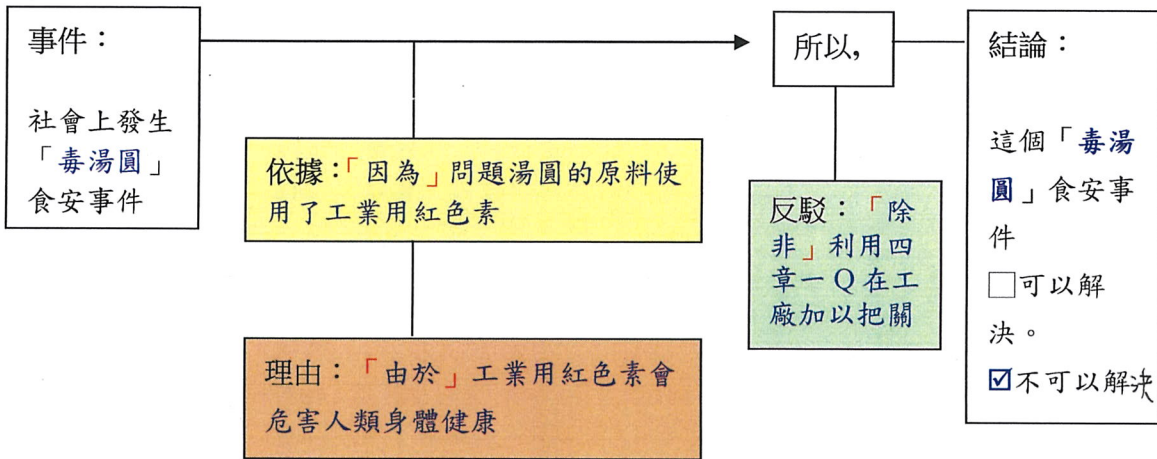 事件：
社會上發生
「毒湯圓」
食安事件
依據：「因為」問題湯圓的原料使
用了工業用紅色素
理由：「由於」工業用紅色素會
危害人類身體健康
所以,
反駁：「除
非」利用四
章一Q在工
廠加以把關
結論：
這個「毒湯
圓」食安事
件
□可以解
決。
☑不可以解決